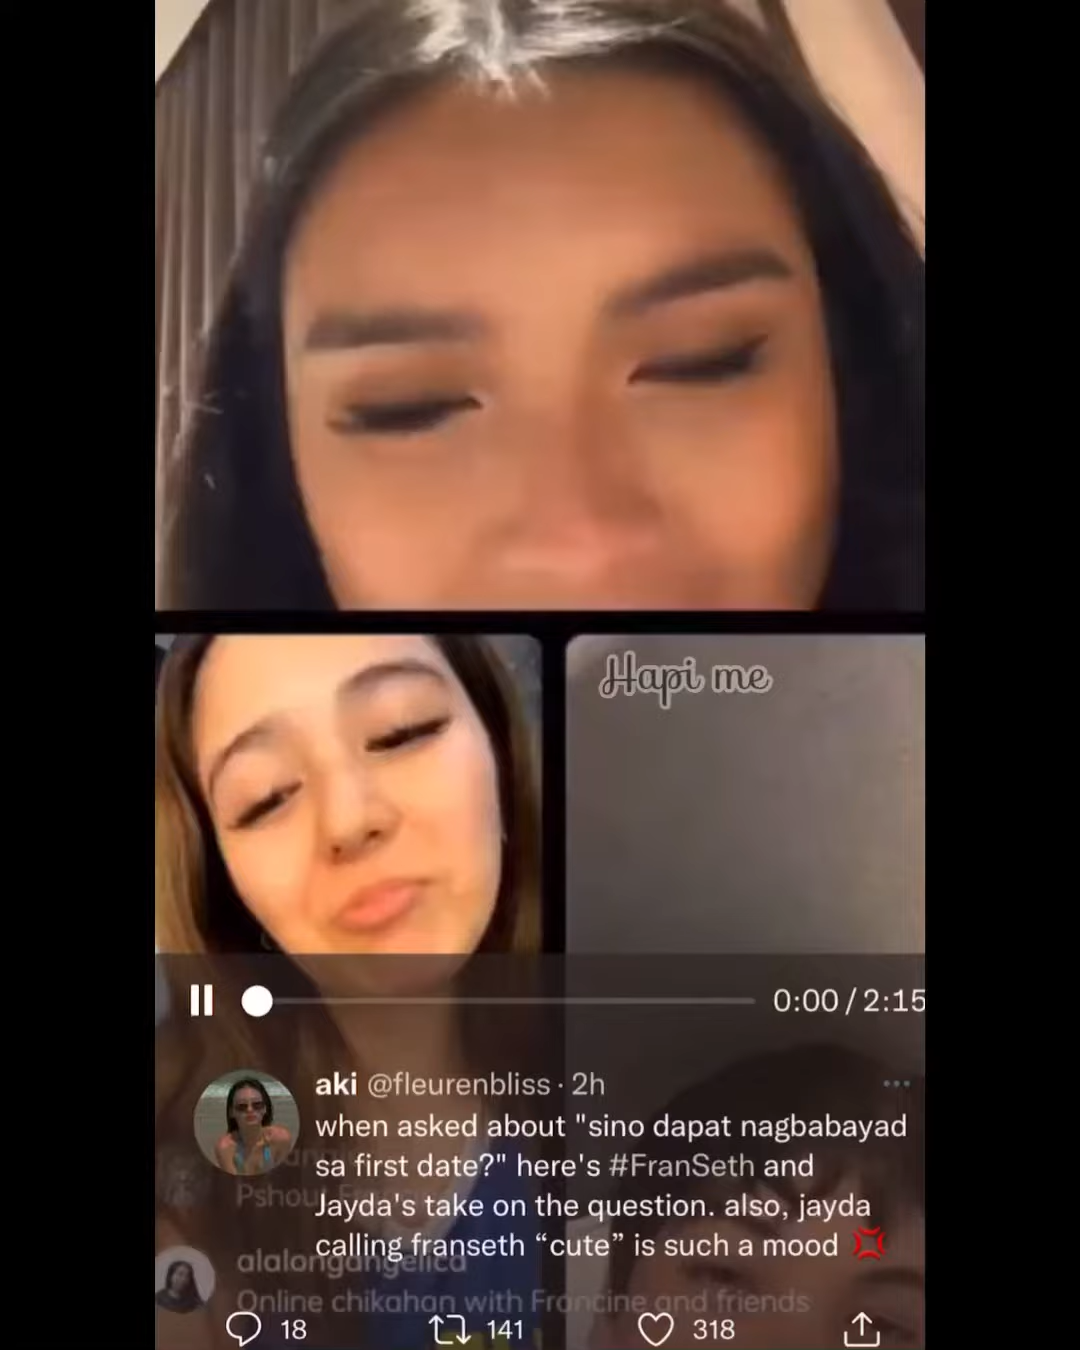 Hapi me
0:00 / 2:15
aki @fleurenbliss · 2h
when asked about "sino dapat nagbabayad
sa first date?" here's #FranSeth and
Jayda's take on the question. also, jayda
calling franseth “cute” is such a mood 💢
alalongangelica
Online chikahan with Francine and friends
18 141 318